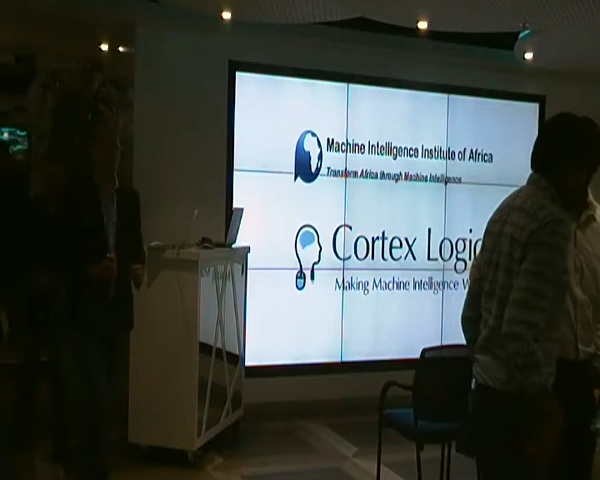 Machine Intelligence Institute of Africa
Transform Africa through Machine Intelligence
Cortex Logic
Making Machine Intelligence W